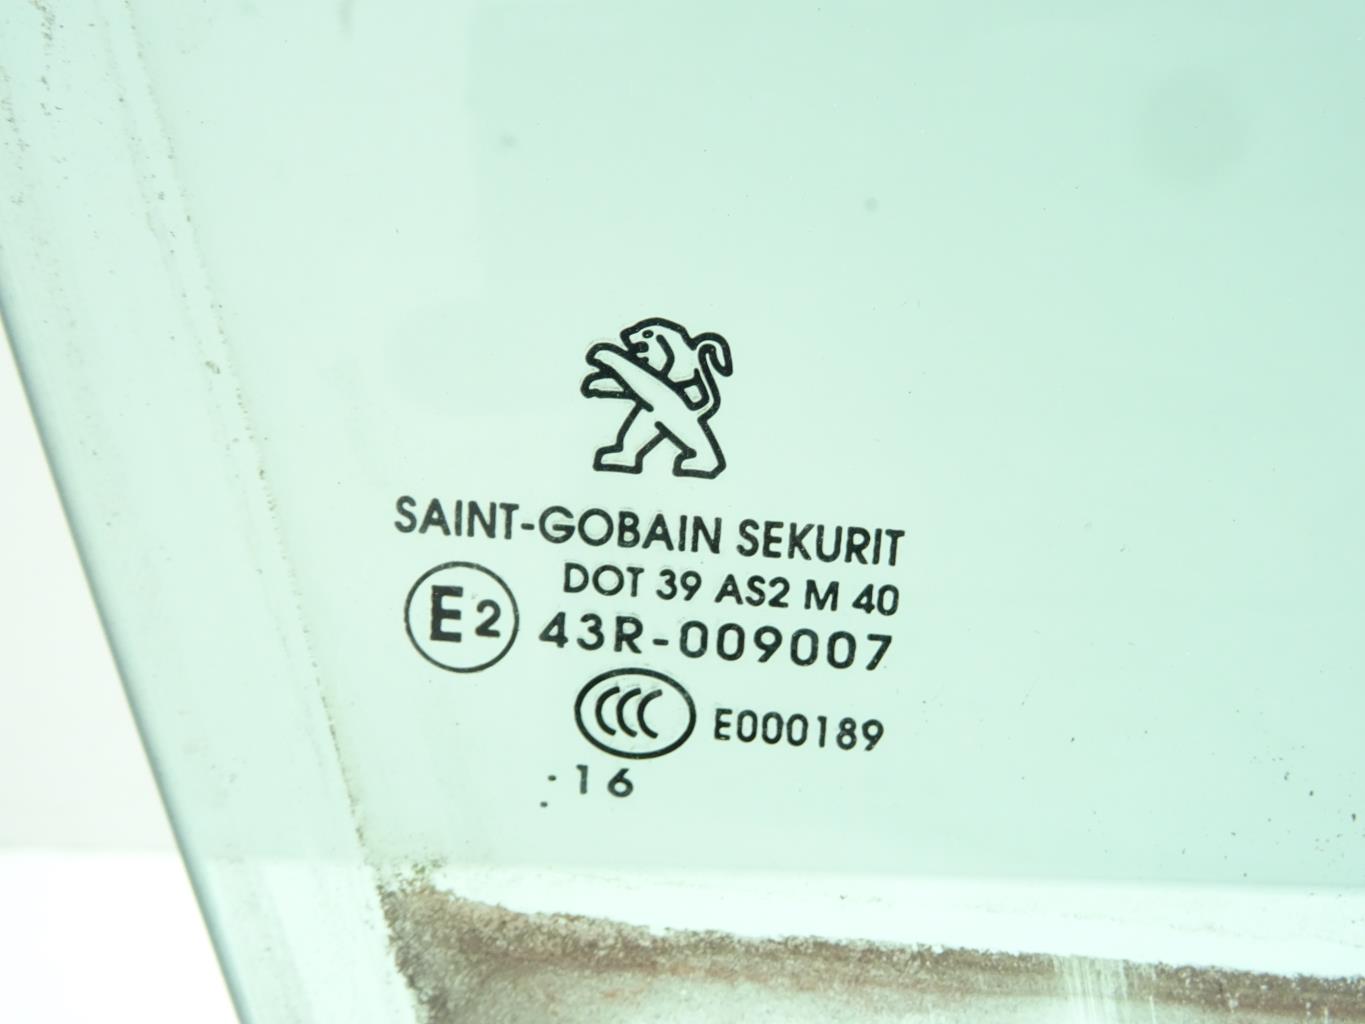 SAINT-GOBAIN SEKURIT
DOT 39 AS2 M 40
E2 43R-009007
CCC E000189
. 16
.